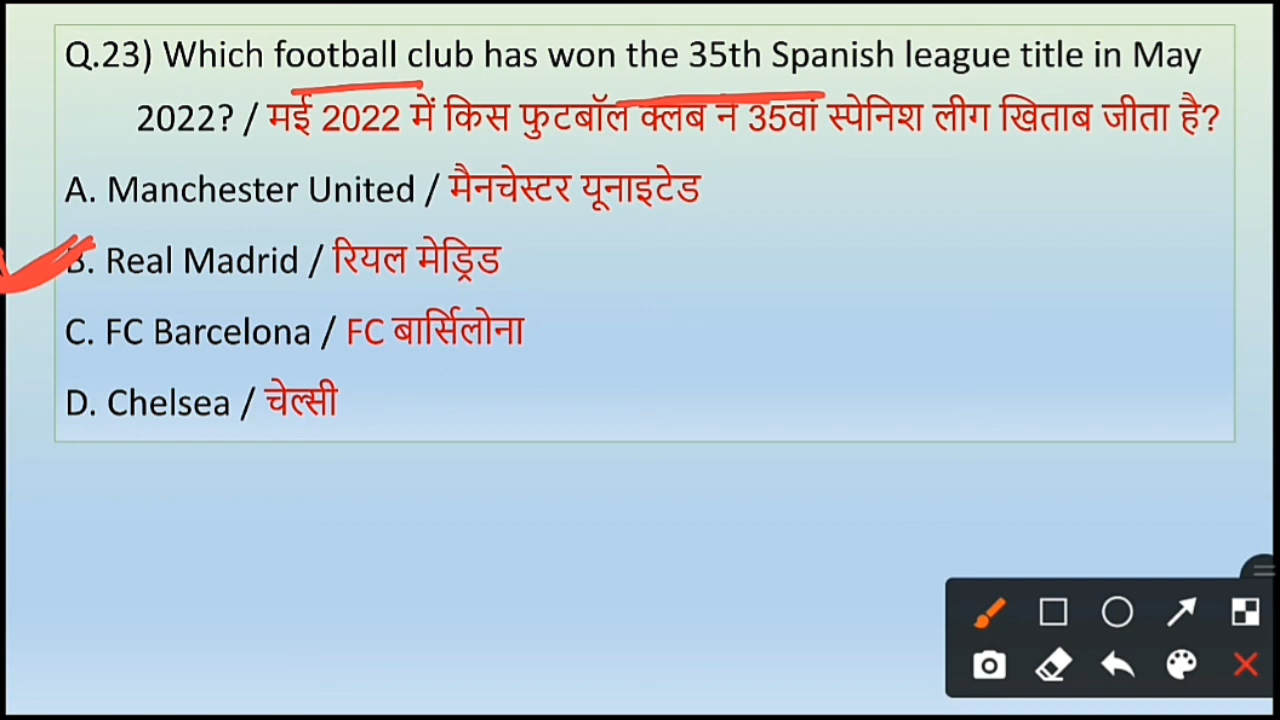 Q.23) Which football club has won the 35th Spanish league title in May
2022? / मई 2022 में किस फुटबॉल क्लब ने 35वां स्पेनिश लीग खिताब जीता है?
A. Manchester United / मैनचेस्टर यूनाइटेड
B. Real Madrid / रियल मेड्रिड
C. FC Barcelona / FC बार्सिलोना
D. Chelsea / चेल्सी